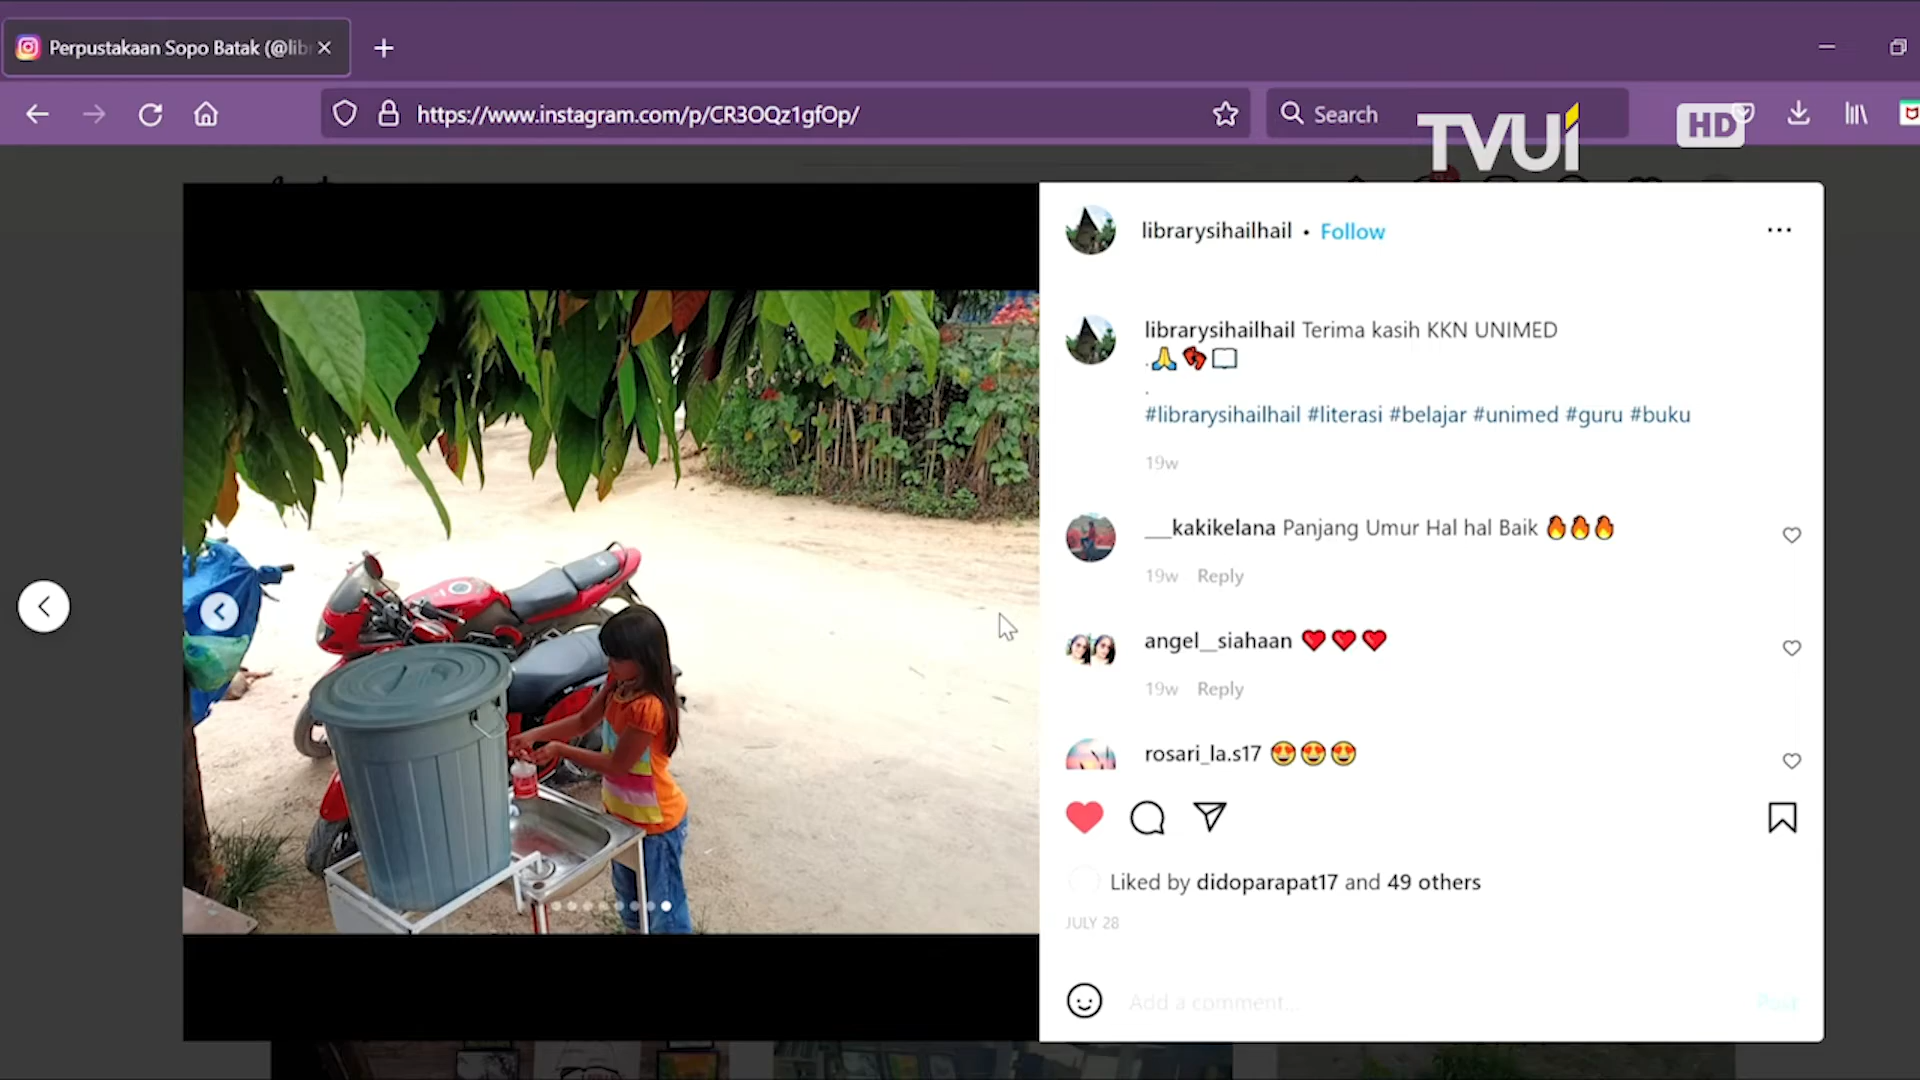 Perpustakaan Sopo Batak (@lib
https://www.instagram.com/p/CR3OQz1gfOp/
Search
TVUI
HD
librarysihailhail • Follow
librarysihailhail Terima kasih KKN UNIMED
.🙏👣📖
.
#librarysihailhail #literasi #belajar #unimed #guru #buku
19w
___kakikelana Panjang Umur Hal hal Baik 🔥🔥🔥
19w Reply
angel__siahaan ❤️❤️❤️
19w Reply
rosari_la.s17 😍😍😍
Liked by didoparapat17 and 49 others
JULY 28
Add a comment...
Post